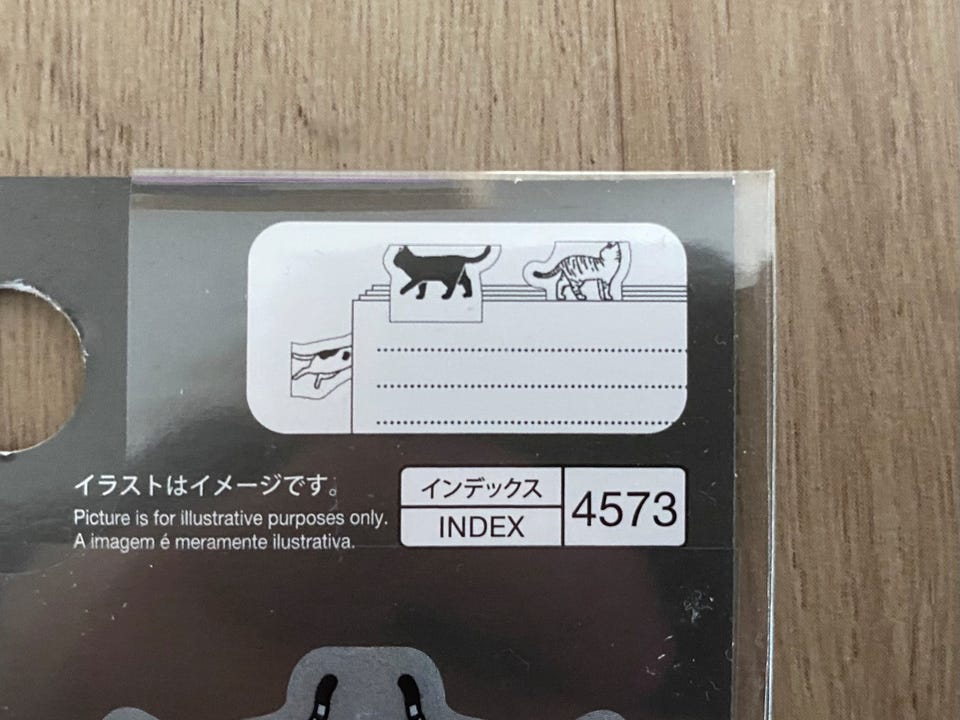 イラストはイメージです。
Picture is for illustrative purposes only.
A imagem é meramente ilustrativa.
インデックス
INDEX
4573